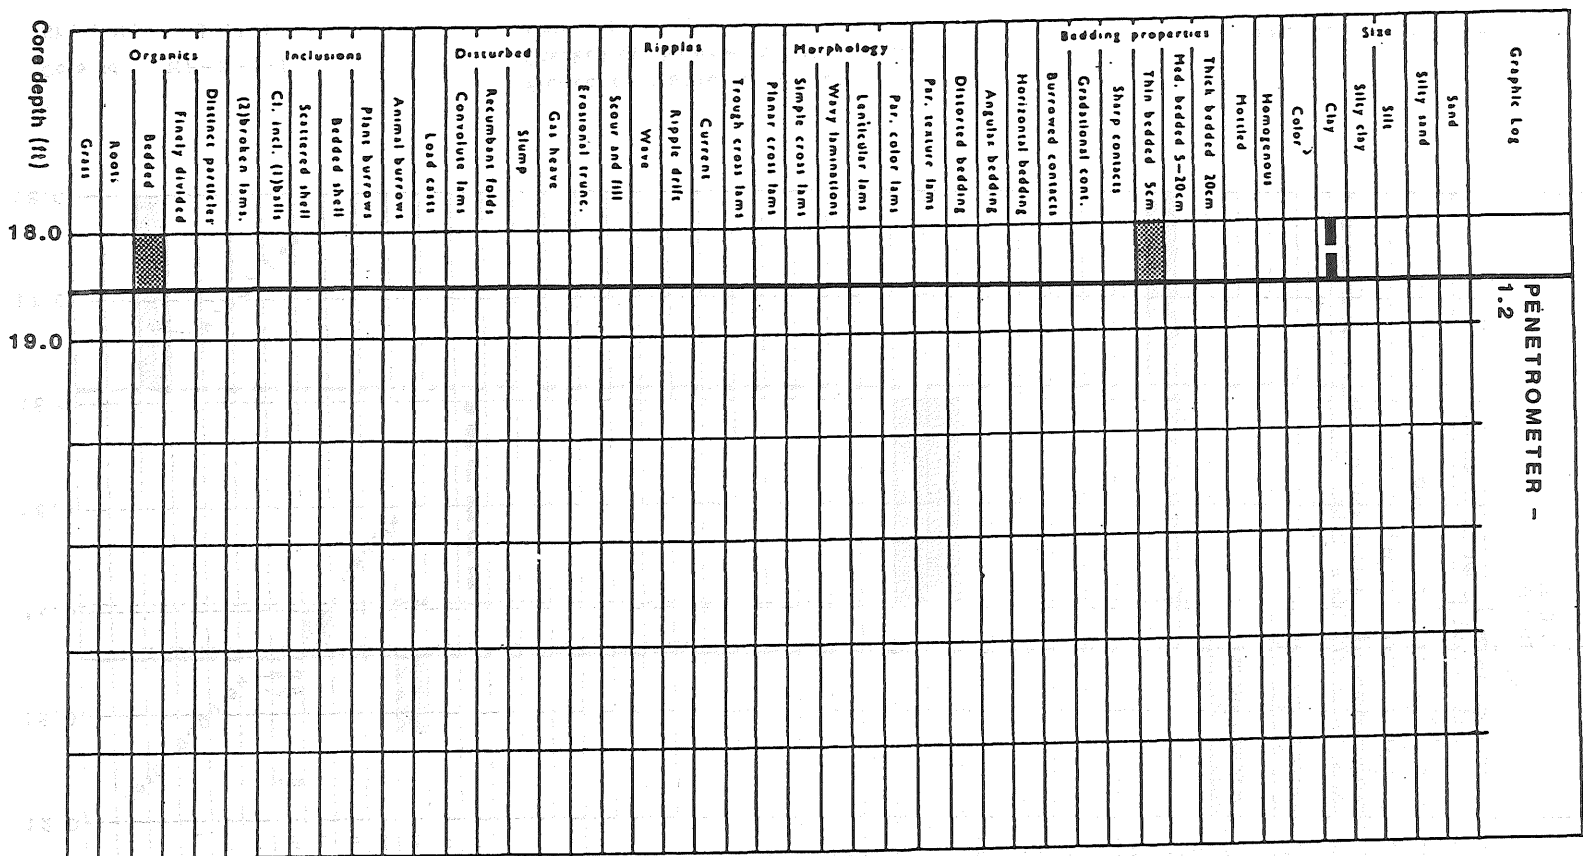 Core depth (ft)
Organics
Grass
Roots
Bedded
Finely divided
Distinct particles
(2)broken lams.
Inclusions
Cl. incl. (1)balls
Scattered shell
Bedded shell
Plant burrows
Animal burrows
Load casts
Disturbed
Convolute lams
Recumbant folds
Slump
Gas heave
Erosional trunc.
Scour and fill
Ripples
Wave
Ripple drift
Current
Trough cross lams
Planar cross lams
Morphology
Simple cross lams
Wavy laminations
Lenticular lams
Par. color lams
Par. texture lams
Distorted bedding
Angular bedding
Horizontal bedding
Bedding properties
Burrowed contacts
Gradational cont.
Sharp contacts
Thin bedded 5cm
Med. bedded 5-20cm
Thick bedded 20cm
Mottled
Homogenous
Color
Size
Clay
Silty clay
Silt
Silty sand
Sand
Graphic Log
18.0
19.0
PENETROMETER -
1.2